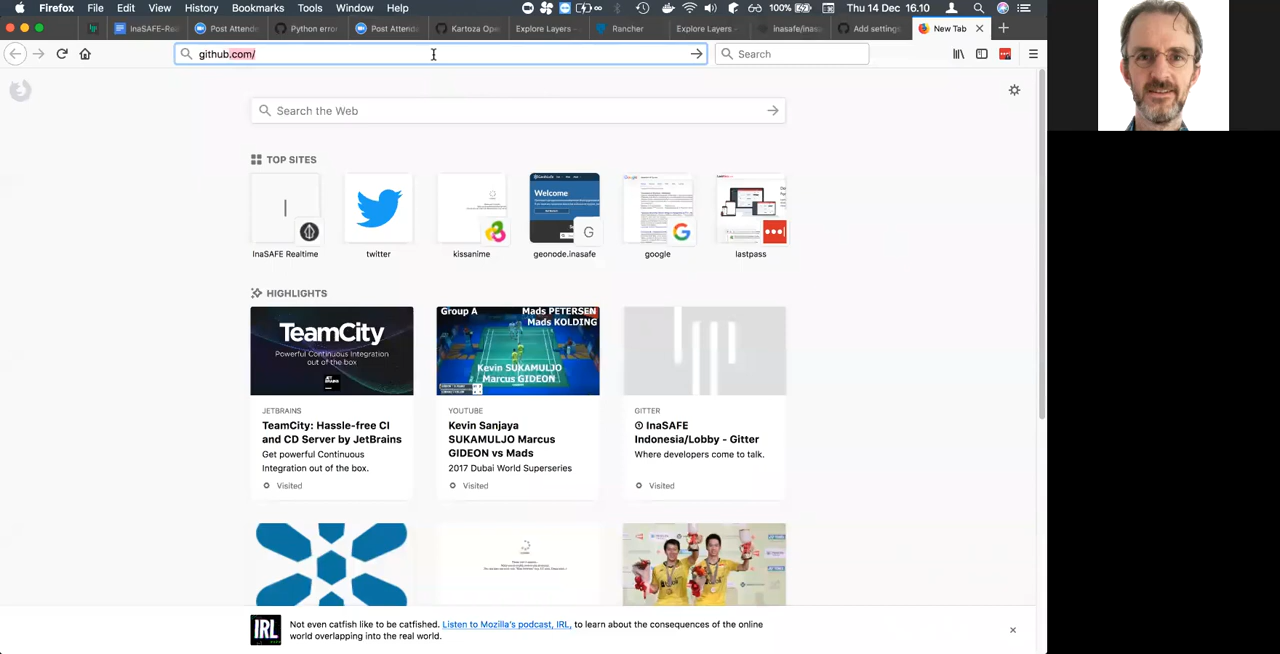 Firefox File Edit View History Bookmarks Tools Window Help 100% Thu 14 Dec 16.10
InaSAFE-Rea Post Attende Python error Post Attende Kartoza Ope Explore Layers - Rancher Explore Layers - inasafe/inas Add settings New Tab
github.com/ Search
Search the Web
TOP SITES
Welcome
G
G
InaSAFE Realtime twitter kissanime geonode.inasafe google lastpass
HIGHLIGHTS
TeamCity
Powerful Continuous Integration
out of the box
JET
BRAINS
Group A Mads PETERSEN
Mads KOLDING
Kevin SUKAMULJO
Marcus GIDEON
JETBRAINS YOUTUBE GITTER
TeamCity: Hassle-free CI
and CD Server by JetBrains
Get powerful Continuous
Integration out of the box.
Visited
Kevin Sanjaya
SUKAMULJO Marcus
GIDEON vs Mads
2017 Dubai World Superseries
Visited
InaSAFE
Indonesia/Lobby - Gitter
Where developers come to talk.
Visited
IRL
Not even catfish like to be catfished. Listen to Mozilla's podcast, IRL, to learn about the consequences of the online
world overlapping into the real world.